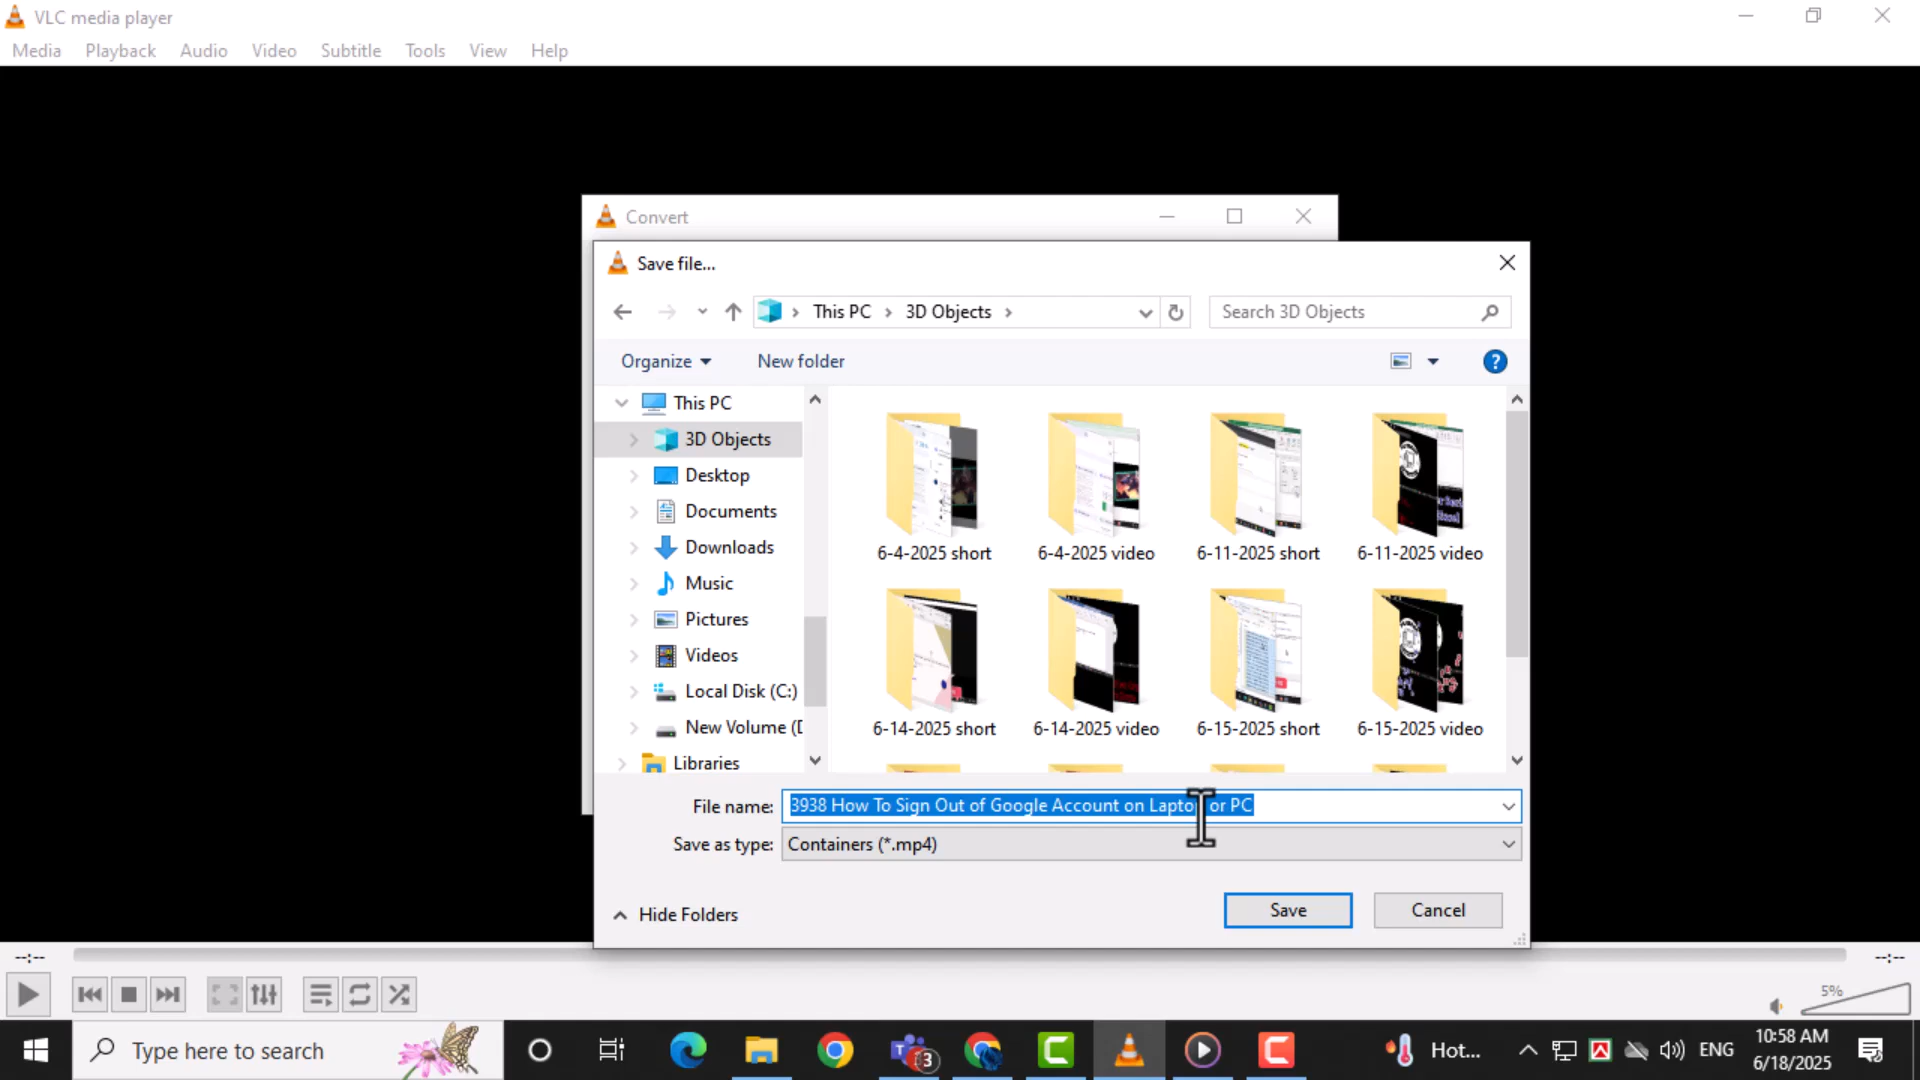 VLC media player
Media Playback Audio Video Subtitle Tools View Help
Convert
Save file...
This PC 3D Objects
Search 3D Objects
Organize New folder
This PC
3D Objects
Desktop
Documents
Downloads
Music
Pictures
Videos
Local Disk (C:)
New Volume (D
Libraries
6-4-2025 short 6-4-2025 video 6-11-2025 short 6-11-2025 video
6-14-2025 short 6-14-2025 video 6-15-2025 short 6-15-2025 video
File name: 3938 How To Sign Out of Google Account on Laptop or PC
Save as type: Containers (*.mp4)
Hide Folders Save Cancel
--:-- --:--
5%
Type here to search
3
Hot...
ENG
10:58 AM
6/18/2025